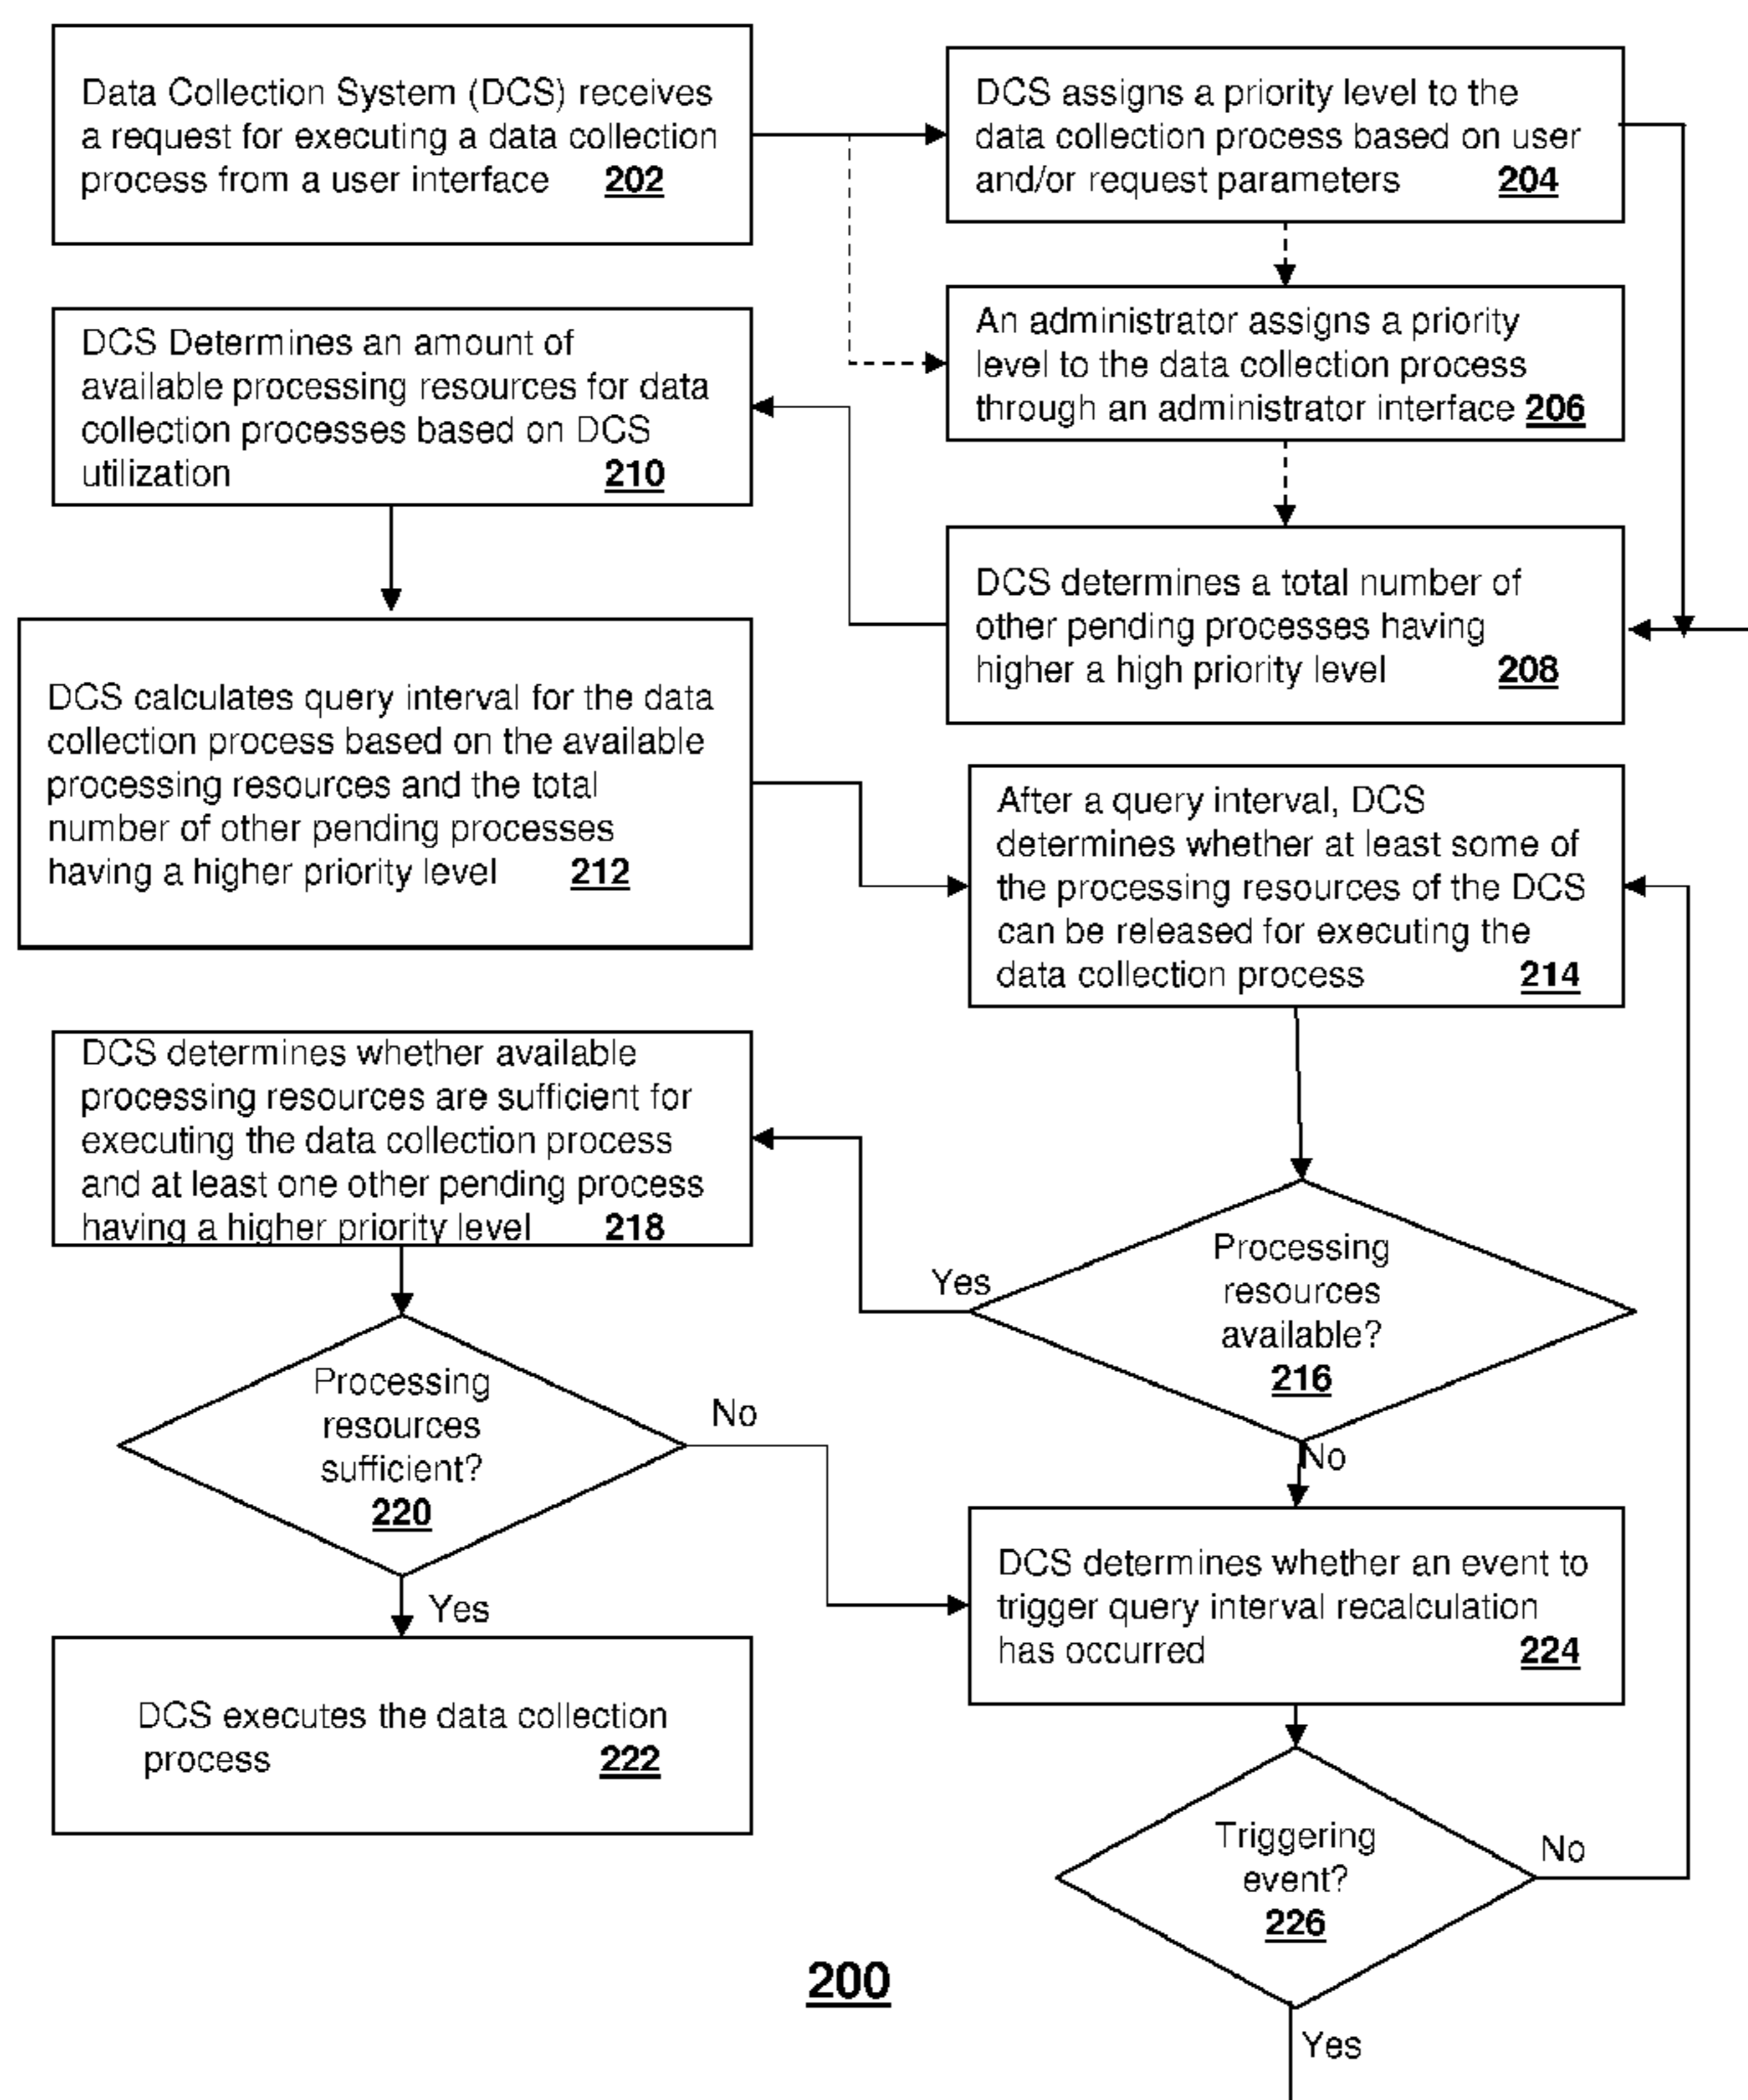 Data Collection System (DCS) receives
a request for executing a data collection
process from a user interface 202
DCS assigns a priority level to the
data collection process based on user
and/or request parameters 204
An administrator assigns a priority
level to the data collection process
through an administrator interface 206
DCS determines a total number of
other pending processes having
higher a high priority level 208
DCS Determines an amount of
available processing resources for data
collection processes based on DCS
utilization 210
DCS calculates query interval for the data
collection process based on the available
processing resources and the total
number of other pending processes
having a higher priority level 212
After a query interval, DCS
determines whether at least some of
the processing resources of the DCS
can be released for executing the
data collection process 214
Processing
resources
available?
216
Yes
No
DCS determines whether available
processing resources are sufficient for
executing the data collection process
and at least one other pending process
having a higher priority level 218
Processing
resources
sufficient?
220
No
Yes
DCS executes the data collection
process 222
DCS determines whether an event to
trigger query interval recalculation
has occurred 224
Triggering
event?
226
No
Yes
200